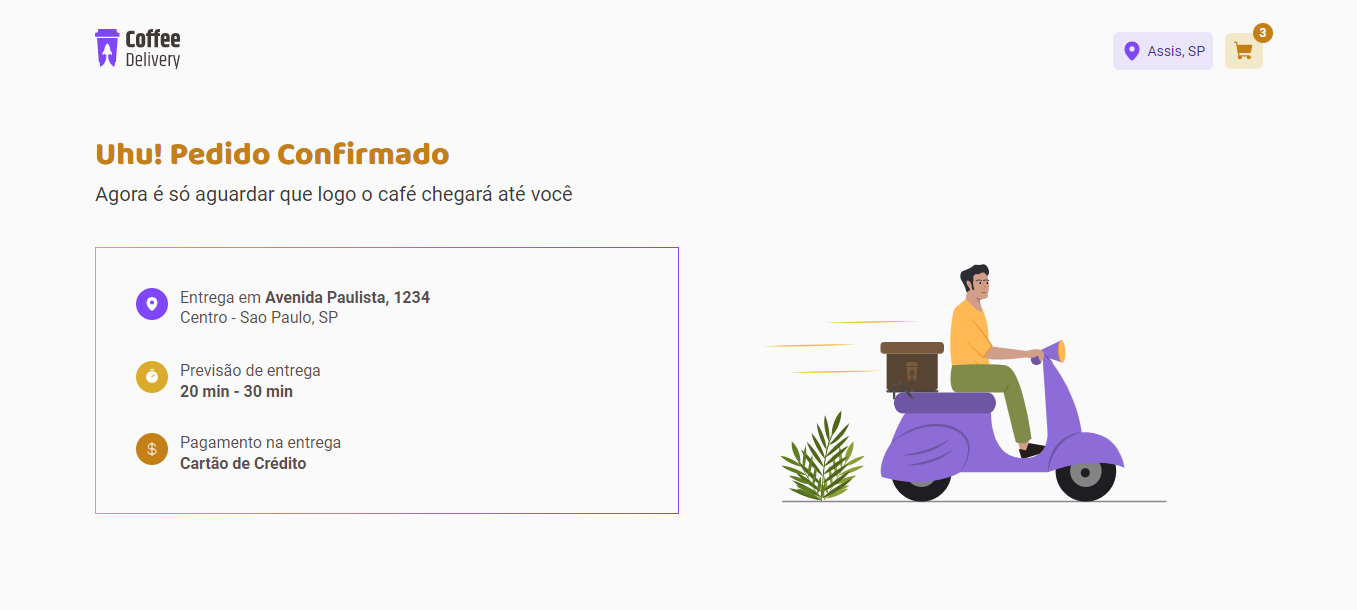 Coffee
Delivery
Assis, SP
3
Uhu! Pedido Confirmado
Agora é só aguardar que logo o café chegará até você
Entrega em Avenida Paulista, 1234
Centro - Sao Paulo, SP
Previsão de entrega
20 min - 30 min
Pagamento na entrega
Cartão de Crédito